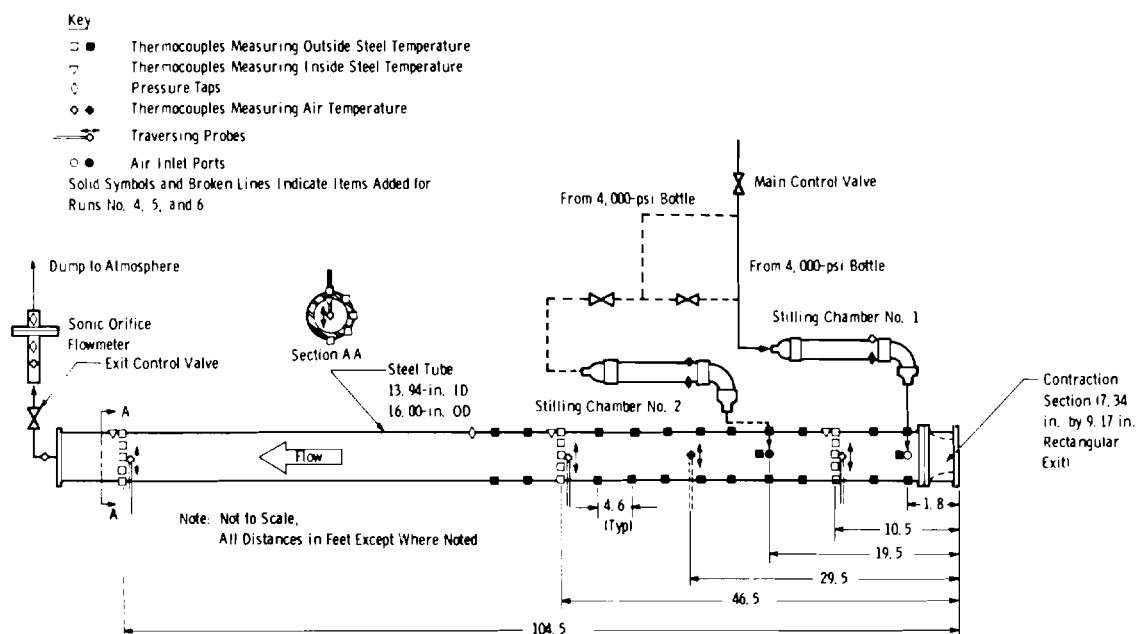 Key
Thermocouples Measuring Outside Steel Temperature
Thermocouples Measuring Inside Steel Temperature
Pressure Taps
Thermocouples Measuring Air Temperature
Traversing Probes
Air Inlet Ports
Solid Symbols and Broken Lines Indicate Items Added for
Runs No. 4, 5, and 6
Main Control Valve
From 4,000-psi Bottle
From 4,000-psi Bottle
Dump to Atmosphere
Sonic Orifice
Flowmeter
Exit Control Valve
Section AA
Steel Tube
13.94-in. ID
16.00-in. OD
Stilling Chamber No. 1
Stilling Chamber No. 2
Contraction
Section (7.34
in. by 9.17 in.
Rectangular
Exit)
A
Flow
A
4.6
(Typ)
1.8
10.5
19.5
29.5
46.5
104.5
Note: Not to Scale,
All Distances in Feet Except Where Noted